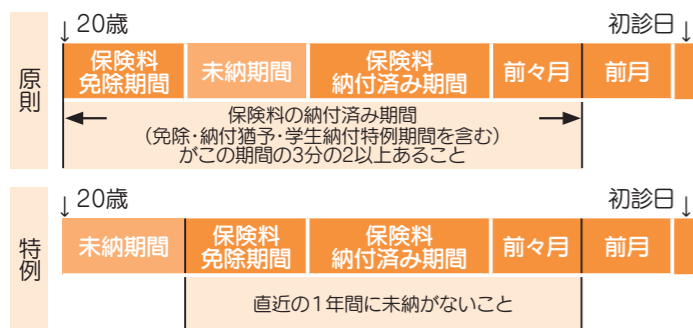 原則
↓20歳
初診日↓
保険料
免除期間
未納期間
保険料
納付済み期間
前々月
前月
保険料の納付済み期間
（免除・納付猶予・学生納付特例期間を含む）
がこの期間の3分の2以上あること
特例
↓20歳
初診日↓
未納期間
保険料
免除期間
保険料
納付済み期間
前々月
前月
直近の1年間に未納がないこと